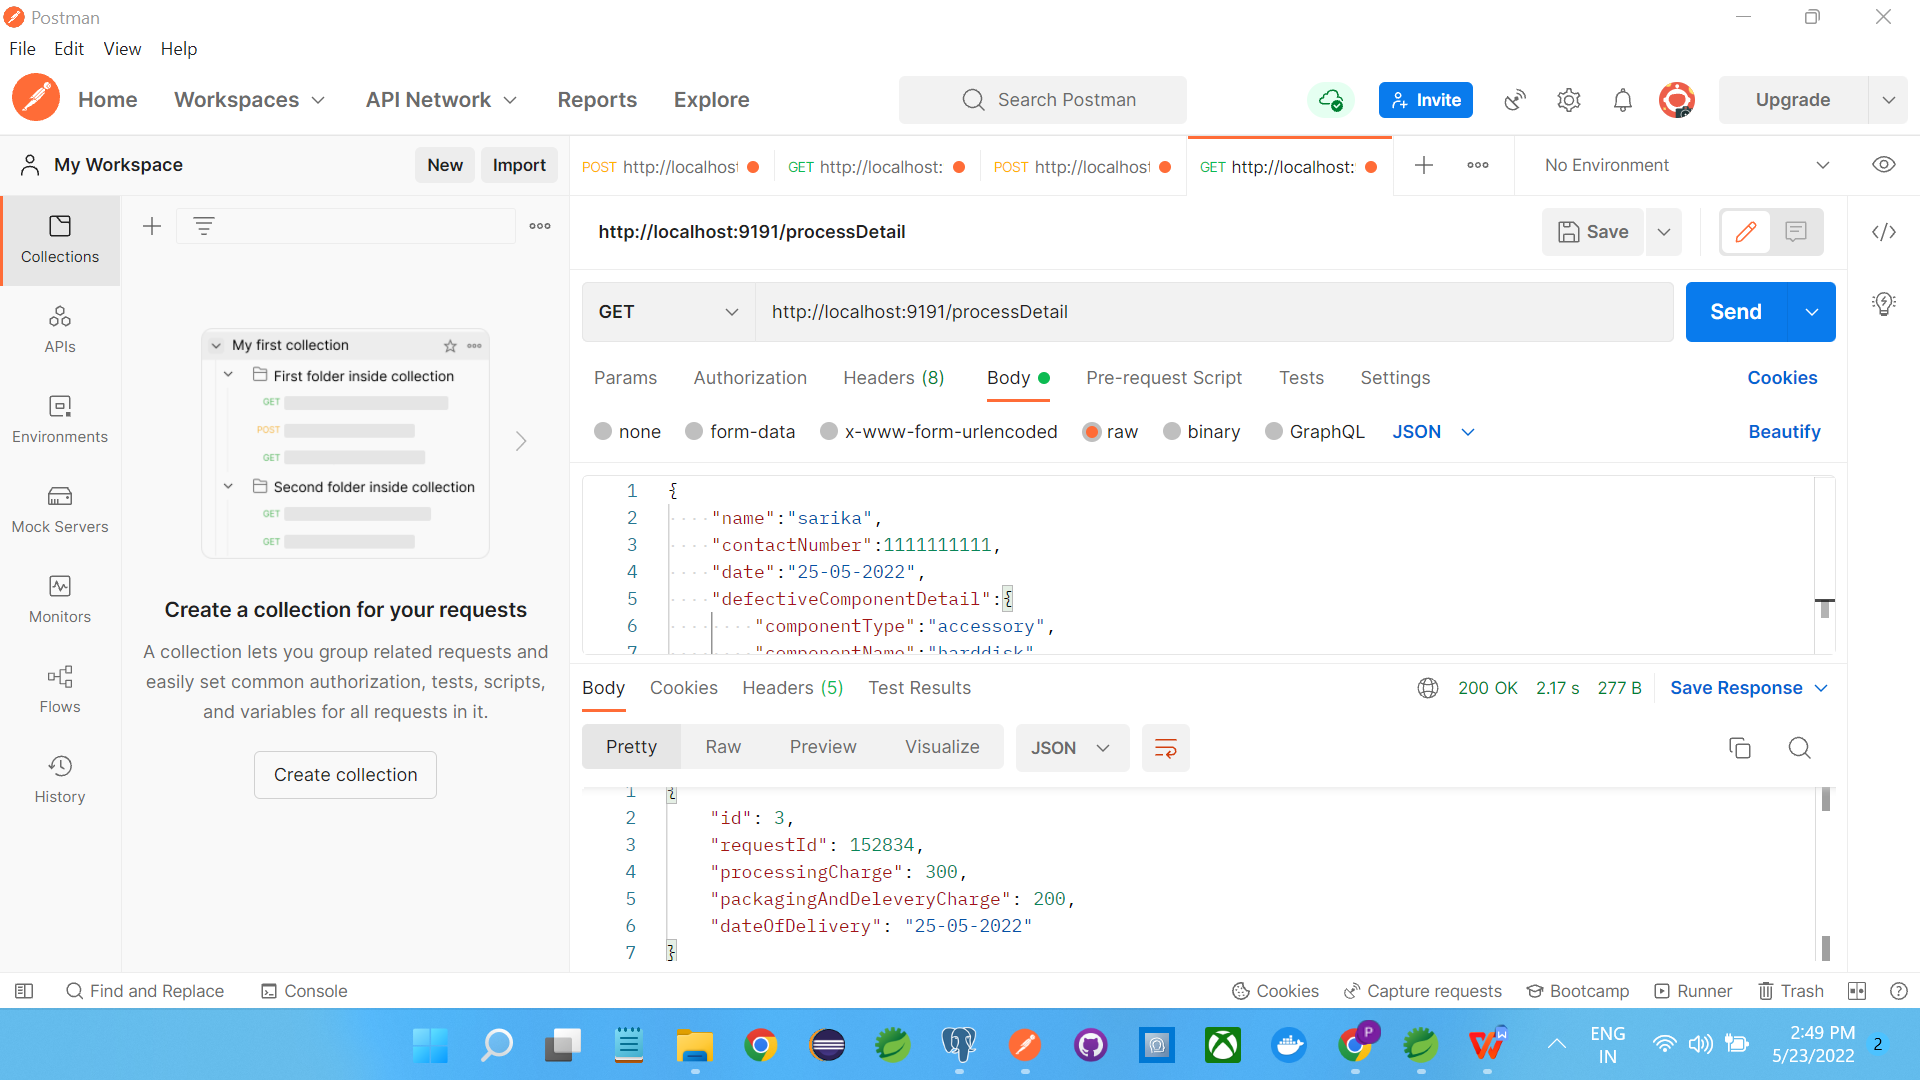 Postman
File Edit View Help
Home Workspaces API Network Reports Explore Search Postman Invite Upgrade
My Workspace New Import
POST http://localhost GET http://localhost: POST http://localhost GET http://localhost: No Environment
Collections
APIs
Environments
Mock Servers
Monitors
Flows
History
My first collection
First folder inside collection
GET
POST
GET
Second folder inside collection
GET
GET
Create a collection for your requests
A collection lets you group related requests and
easily set common authorization, tests, scripts,
and variables for all requests in it.
Create collection
http://localhost:9191/processDetail Save
GET http://localhost:9191/processDetail Send
Params Authorization Headers (8) Body Pre-request Script Tests Settings Cookies
none form-data x-www-form-urlencoded raw binary GraphQL JSON Beautify
1 {
2 "name":"sarika",
3 "contactNumber":1111111111,
4 "date":"25-05-2022",
5 "defectiveComponentDetail":{
6 "componentType":"accessory",
7 "componentName":"harddisk"
Body Cookies Headers (5) Test Results 200 OK 2.17 s 277 B Save Response
Pretty Raw Preview Visualize JSON
1 {
2 "id": 3,
3 "requestId": 152834,
4 "processingCharge": 300,
5 "packagingAndDeleveryCharge": 200,
6 "dateOfDelivery": "25-05-2022"
7 }
Find and Replace Console Cookies Capture requests Bootcamp Runner Trash
P
W
ENG
IN
2:49 PM
5/23/2022
2